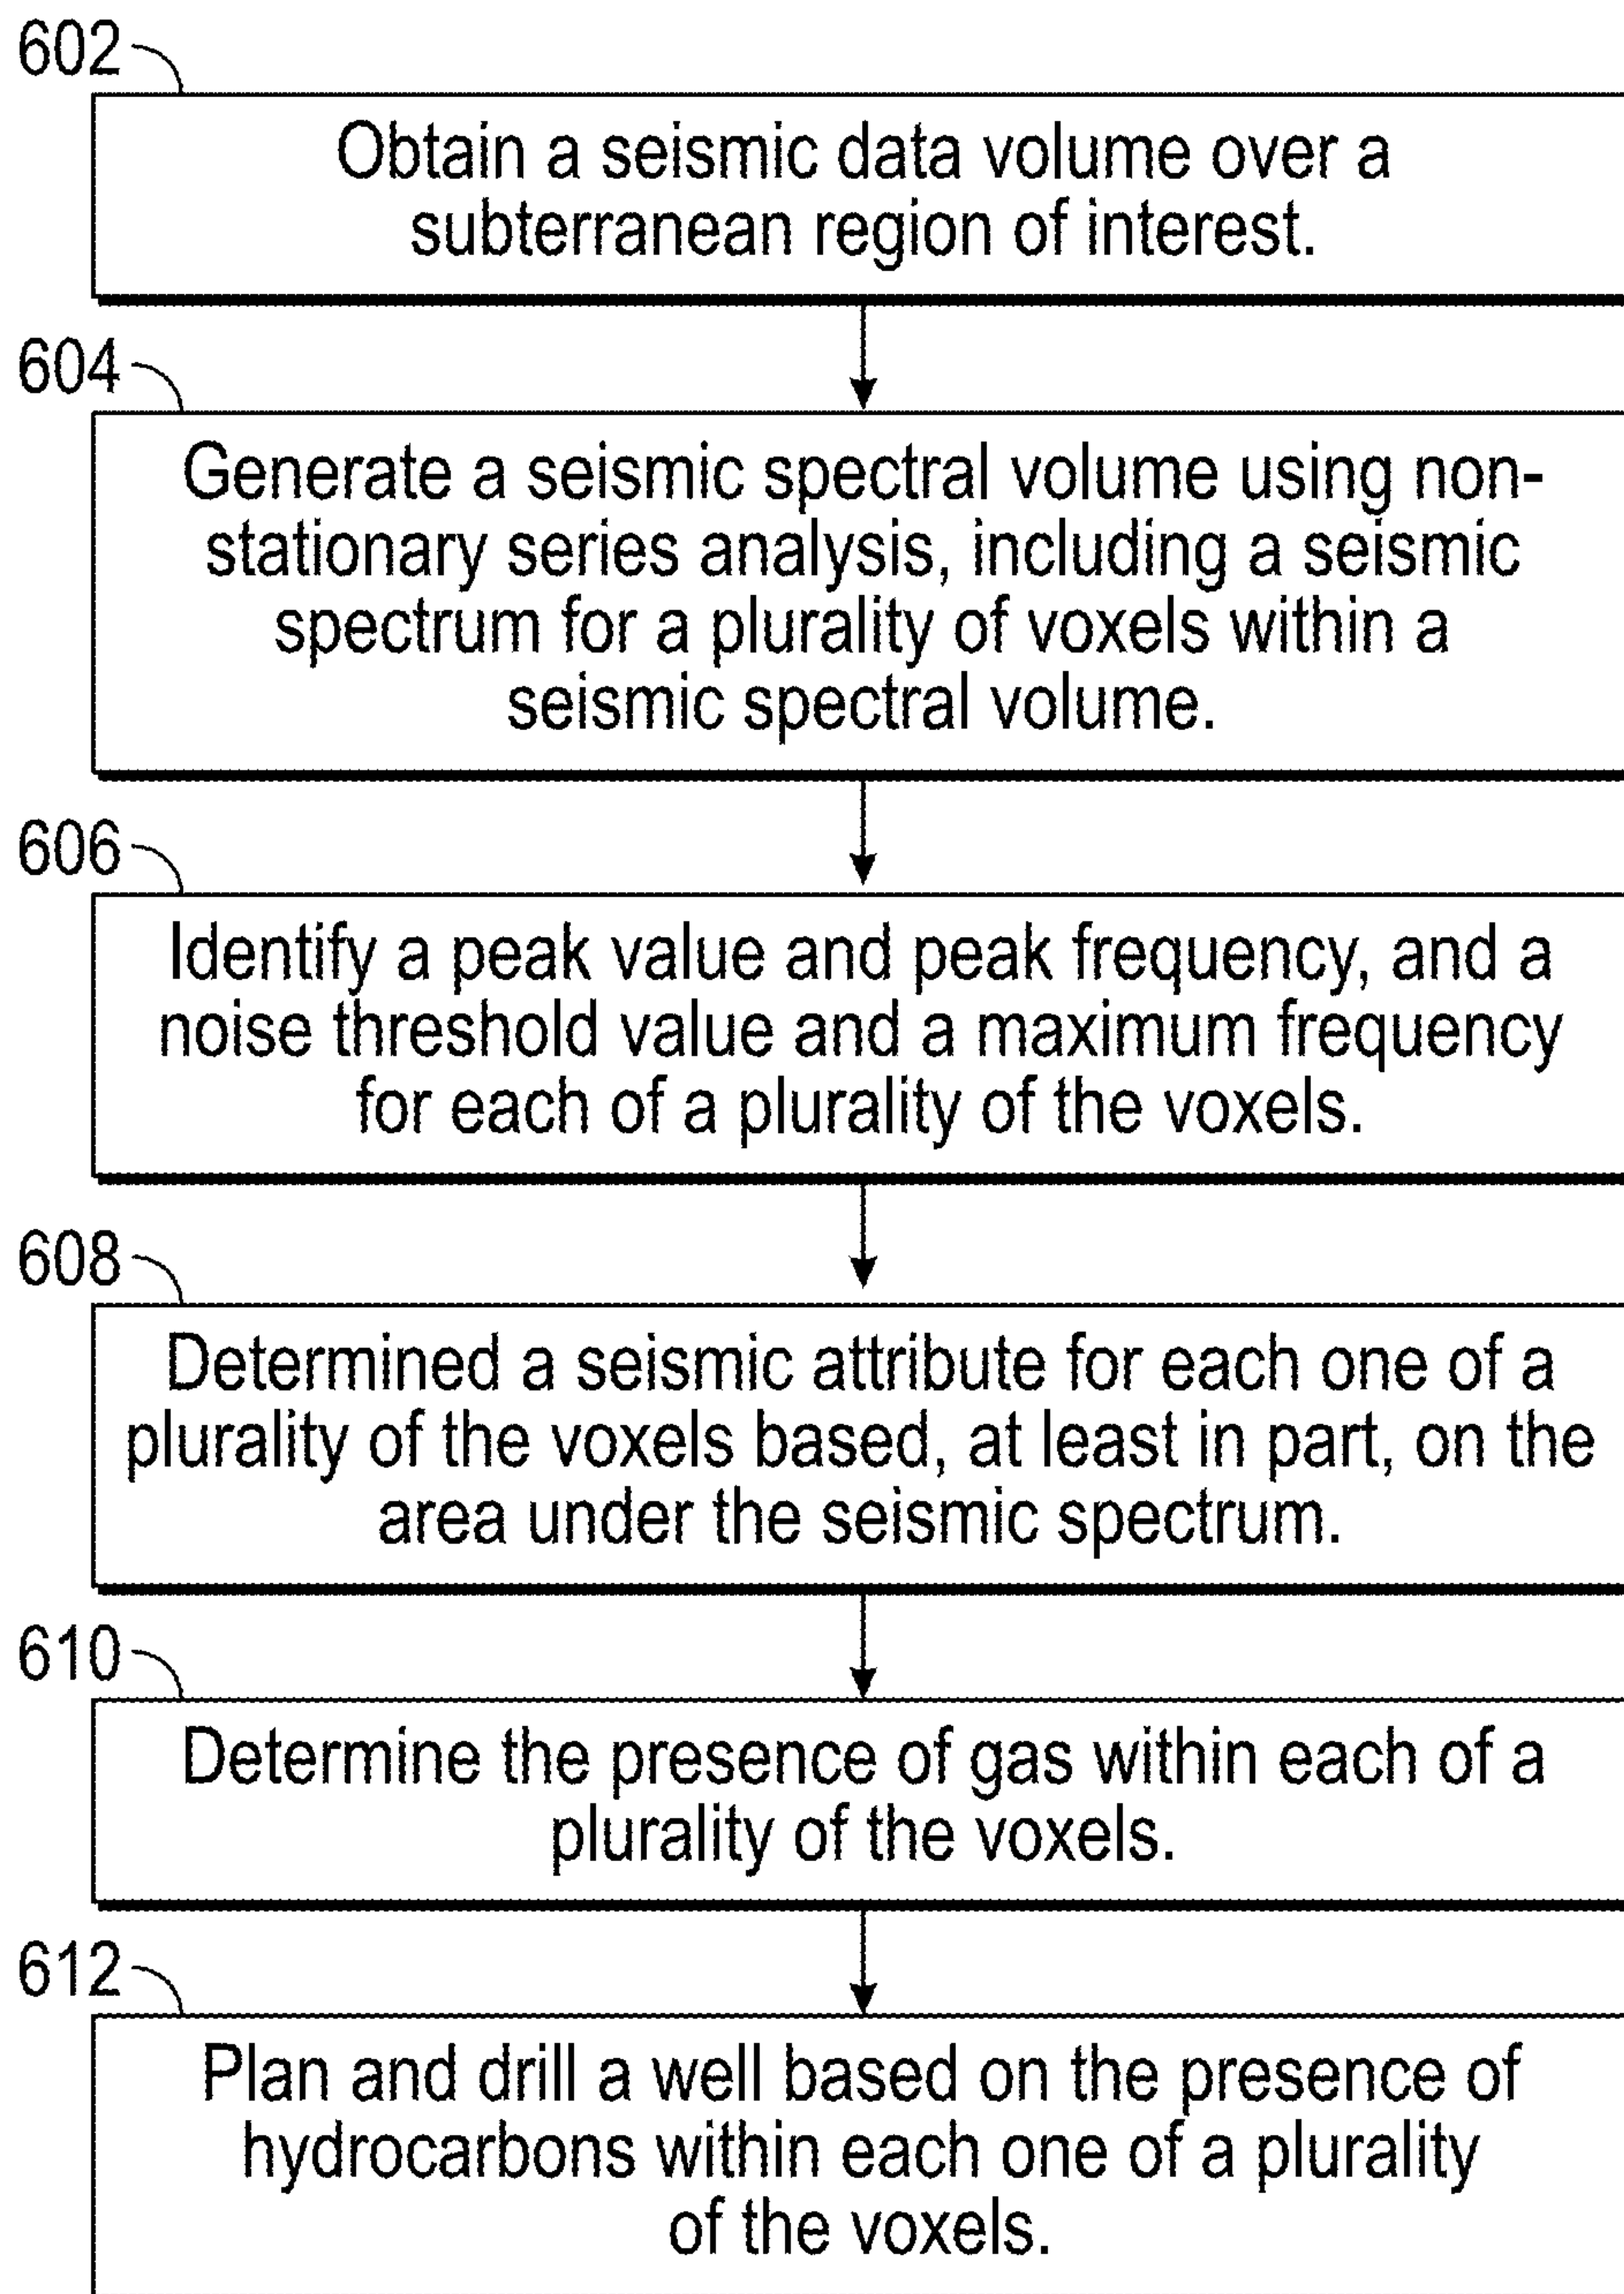 602
Obtain a seismic data volume over a
subterranean region of interest.
604
Generate a seismic spectral volume using non-
stationary series analysis, including a seismic
spectrum for a plurality of voxels within a
seismic spectral volume.
606
Identify a peak value and peak frequency, and a
noise threshold value and a maximum frequency
for each of a plurality of the voxels.
608
Determined a seismic attribute for each one of a
plurality of the voxels based, at least in part, on the
area under the seismic spectrum.
610
Determine the presence of gas within each of a
plurality of the voxels.
612
Plan and drill a well based on the presence of
hydrocarbons within each one of a plurality
of the voxels.